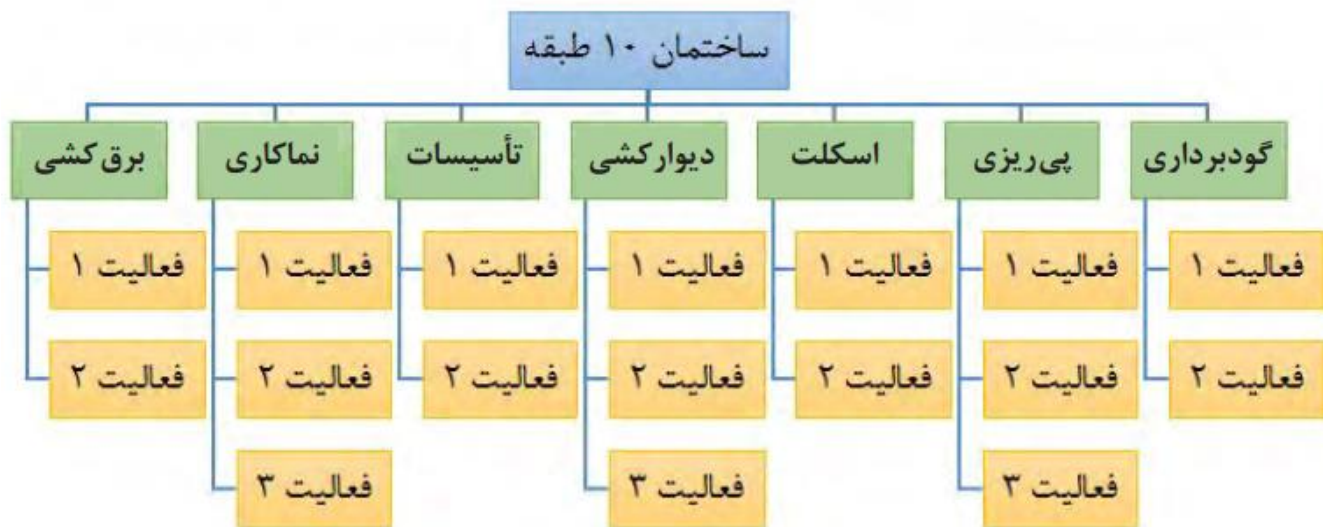 ساختمان ۱۰ طبقه
گودبرداری
پی‌ریزی
اسکلت
دیوارکشی
تأسیسات
نماکاری
برق‌کشی
فعالیت ۱
فعالیت ۱
فعالیت ۱
فعالیت ۱
فعالیت ۱
فعالیت ۱
فعالیت ۱
فعالیت ۲
فعالیت ۲
فعالیت ۲
فعالیت ۲
فعالیت ۲
فعالیت ۲
فعالیت ۲
فعالیت ۳
فعالیت ۳
فعالیت ۳